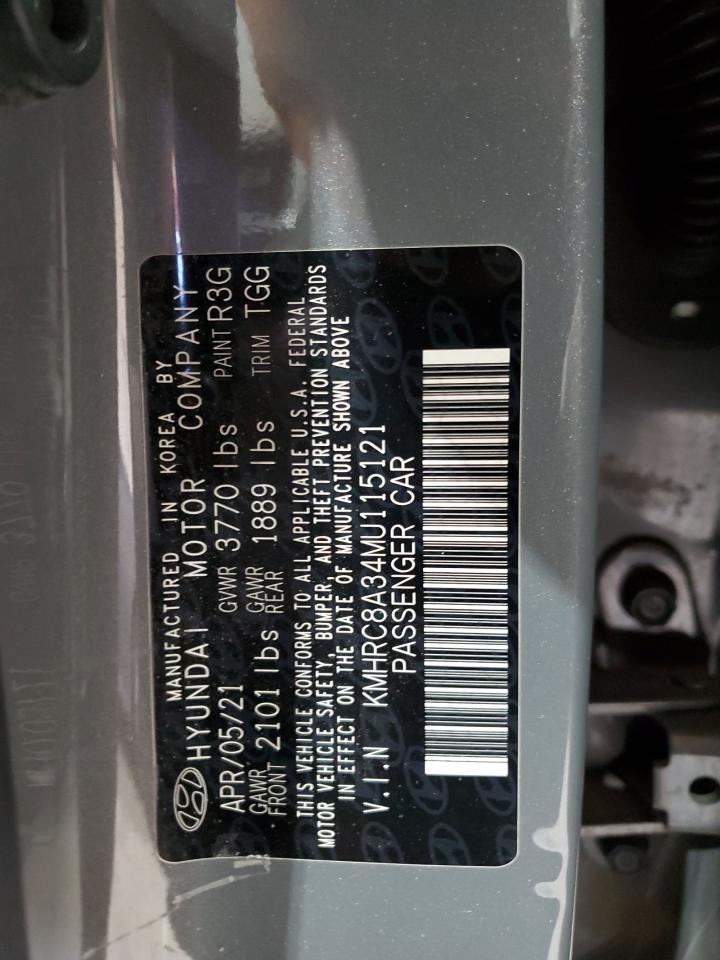 MANUFACTURED IN KOREA BY
HYUNDAI MOTOR COMPANY
APR/05/21 GVWR 3770 lbs PAINT R3G
GAWR FRONT 2101 lbs GAWR REAR 1889 lbs TRIM TGG
THIS VEHICLE CONFORMS TO ALL APPLICABLE U.S.A. FEDERAL
MOTOR VEHICLE SAFETY, BUMPER, AND THEFT PREVENTION STANDARDS
IN EFFECT ON THE DATE OF MANUFACTURE SHOWN ABOVE
V.I.N KMHRC8A34MU115121
PASSENGER CAR